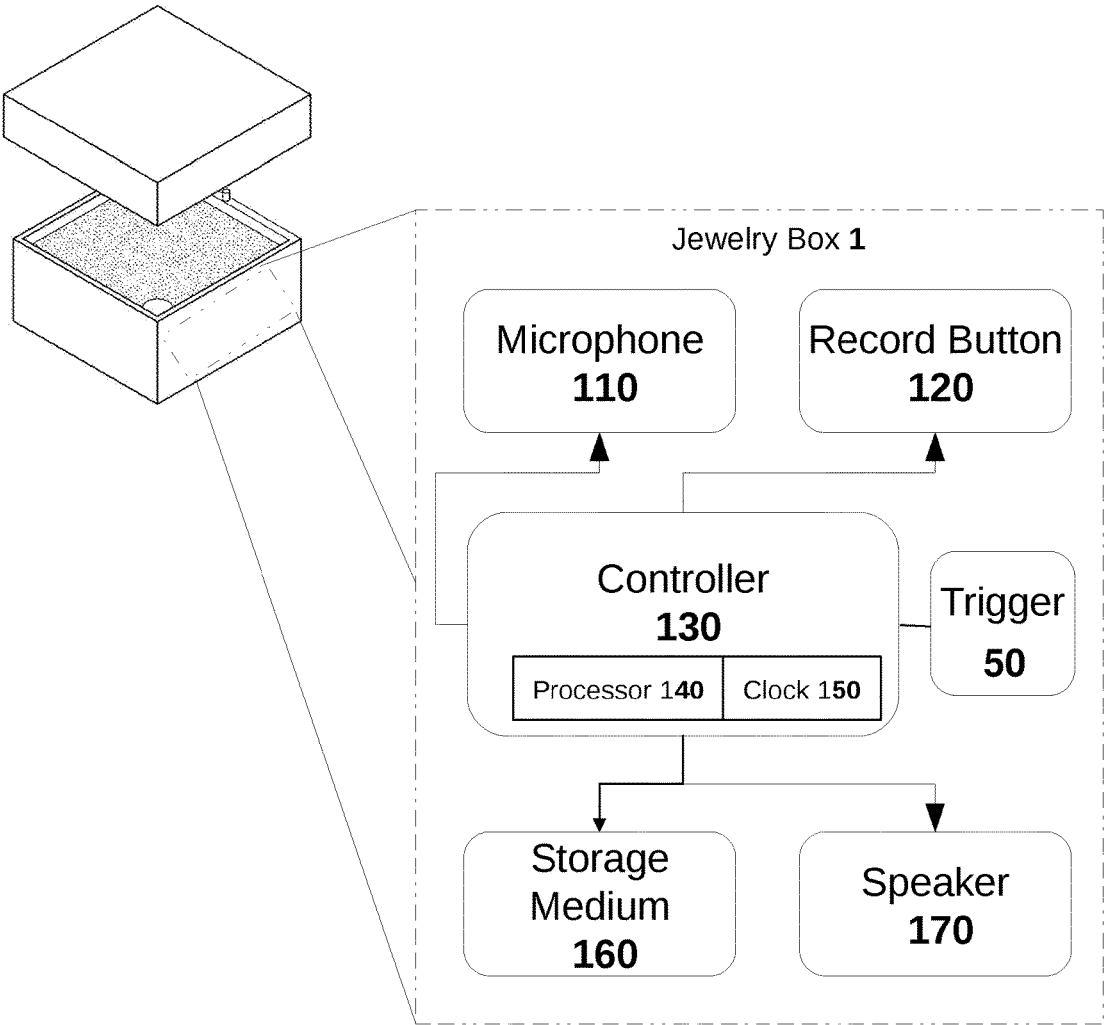 Jewelry Box 1
Microphone
110
Record Button
120
Controller
130
Processor 140
Clock 150
Trigger
50
Storage
Medium
160
Speaker
170